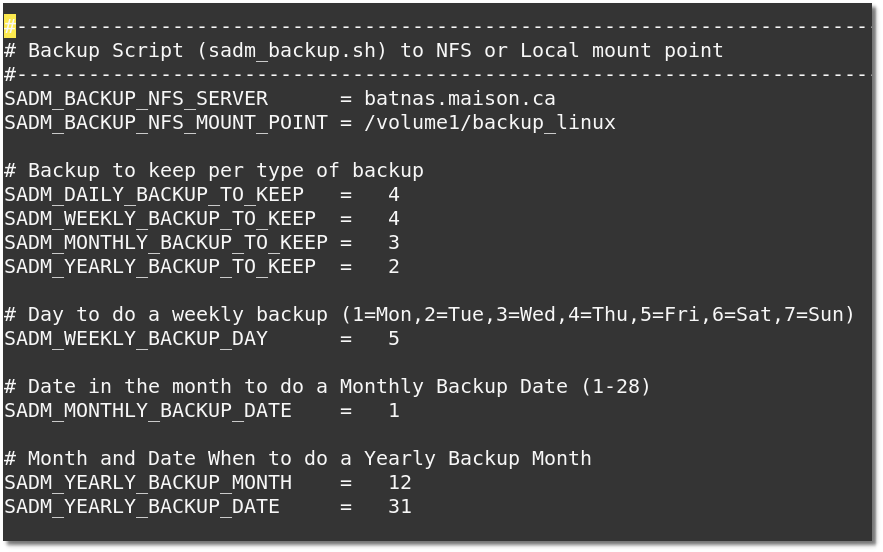 #-----------------------------------------------------------------------
# Backup Script (sadm_backup.sh) to NFS or Local mount point
#-----------------------------------------------------------------------
SADM_BACKUP_NFS_SERVER      = batnas.maison.ca
SADM_BACKUP_NFS_MOUNT_POINT = /volume1/backup_linux

# Backup to keep per type of backup
SADM_DAILY_BACKUP_TO_KEEP   =   4
SADM_WEEKLY_BACKUP_TO_KEEP  =   4
SADM_MONTHLY_BACKUP_TO_KEEP =   3
SADM_YEARLY_BACKUP_TO_KEEP  =   2

# Day to do a weekly backup (1=Mon,2=Tue,3=Wed,4=Thu,5=Fri,6=Sat,7=Sun)
SADM_WEEKLY_BACKUP_DAY      =   5

# Date in the month to do a Monthly Backup Date (1-28)
SADM_MONTHLY_BACKUP_DATE    =   1

# Month and Date When to do a Yearly Backup Month
SADM_YEARLY_BACKUP_MONTH    =   12
SADM_YEARLY_BACKUP_DATE     =   31